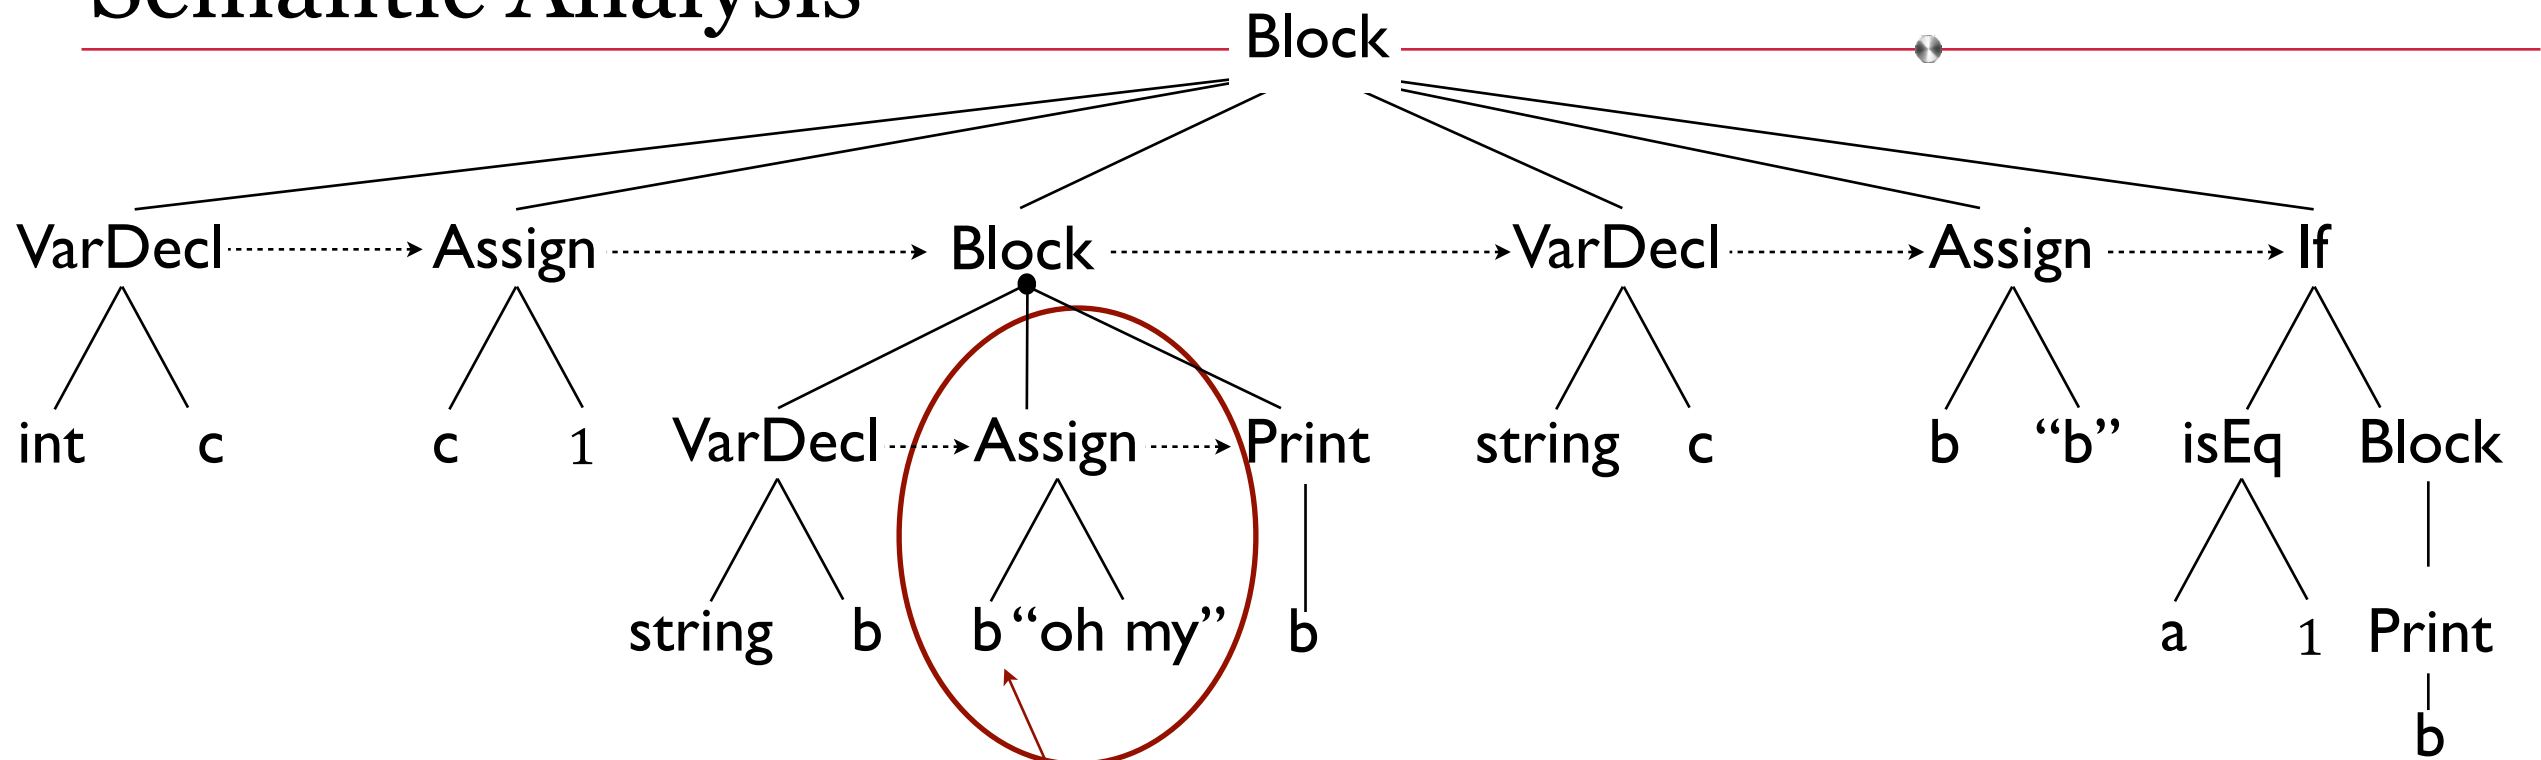 Semantic Analysis
Block
VarDecl Assign Block VarDecl Assign If
int c c 1 VarDecl Assign Print string c b “b” isEq Block
string b b “oh my” b a 1 Print
b